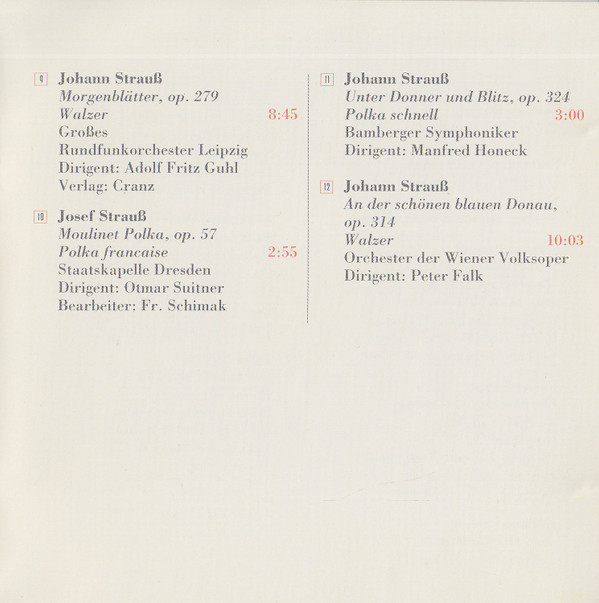 9 Johann Strauß
Morgenblätter, op. 279
Walzer 8:45
Großes
Rundfunkorchester Leipzig
Dirigent: Adolf Fritz Guhl
Verlag: Cranz
10 Josef Strauß
Moulinet Polka, op. 57
Polka francaise 2:55
Staatskapelle Dresden
Dirigent: Otmar Suitner
Bearbeiter: Fr. Schimak
11 Johann Strauß
Unter Donner und Blitz, op. 324
Polka schnell 3:00
Bamberger Symphoniker
Dirigent: Manfred Honeck
12 Johann Strauß
An der schönen blauen Donau,
op. 314
Walzer 10:03
Orchester der Wiener Volksoper
Dirigent: Peter Falk